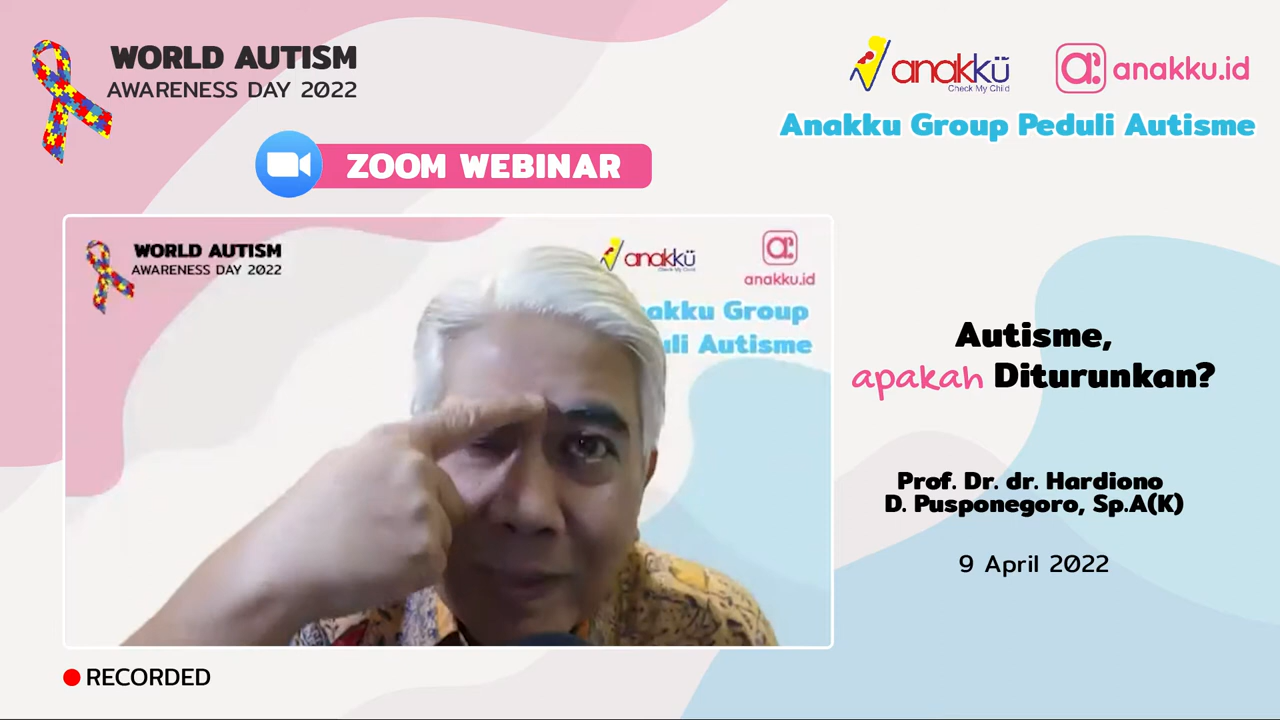 WORLD AUTISM
AWARENESS DAY 2022
anakkü
Check My Child
a:
anakku.id
Anakku Group Peduli Autisme
ZOOM WEBINAR
WORLD AUTISM
AWARENESS DAY 2022
anakkü
Check My Child
a:
anakku.id
akku Group
li Autisme
Autisme,
apakah Diturunkan?
Prof. Dr. dr. Hardiono
D. Pusponegoro, Sp.A(K)
9 April 2022
RECORDED